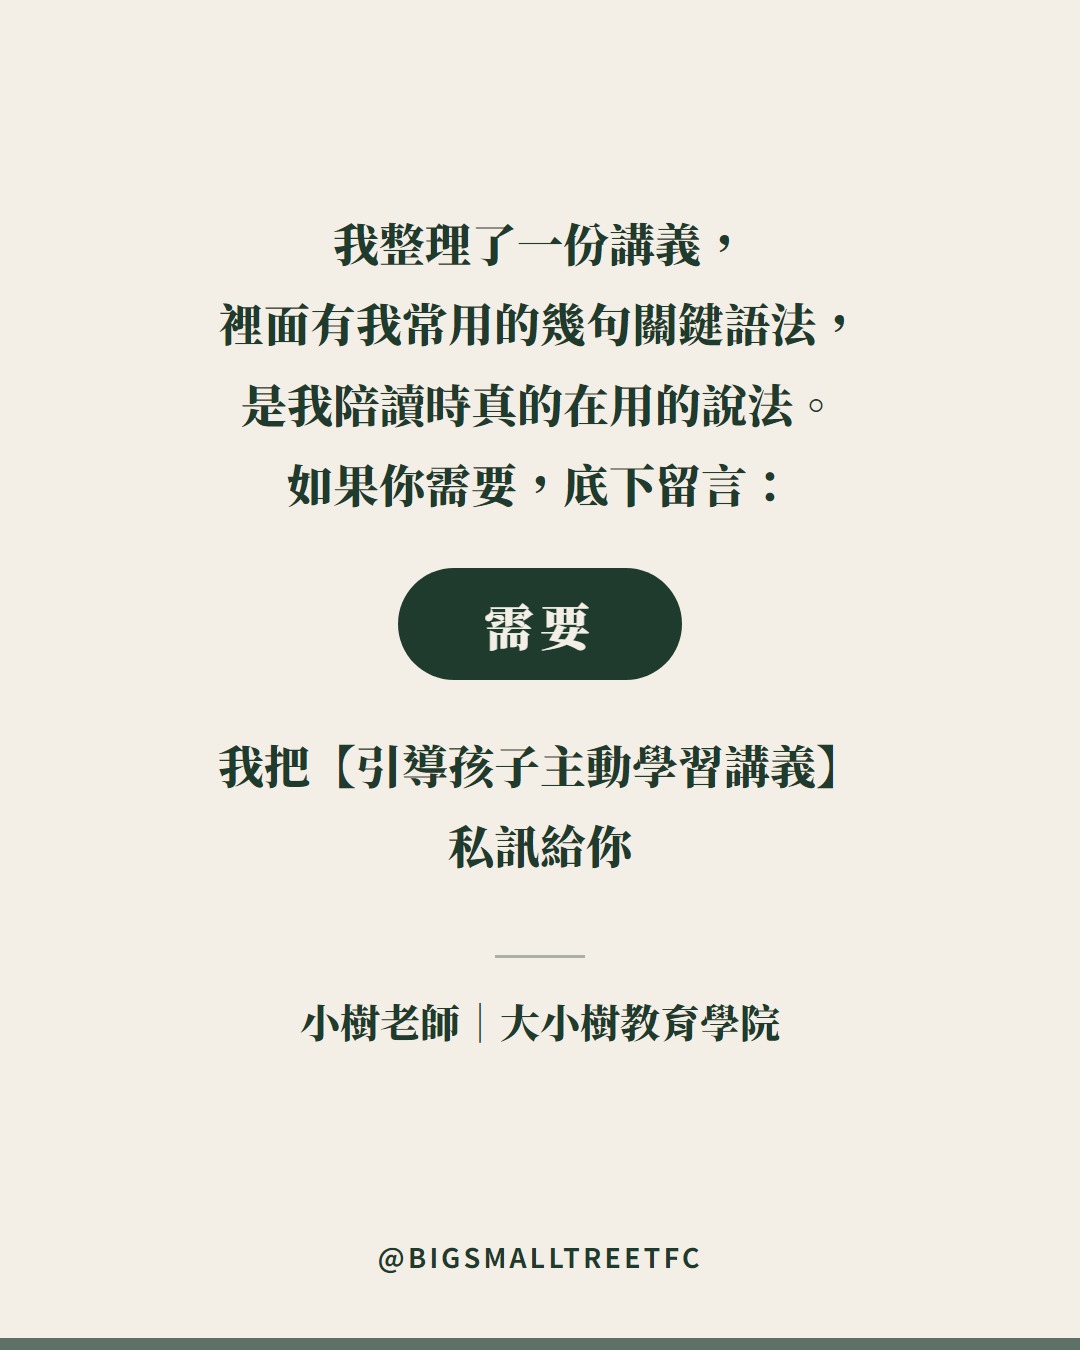 我整理了一份講義，
裡面有我常用的幾句關鍵語法，
是我陪讀時真的在用的說法。
如果你需要，底下留言：
需要
我把【引導孩子主動學習講義】
私訊給你
小樹老師｜大小樹教育學院
@BIGSMALLTREETFC